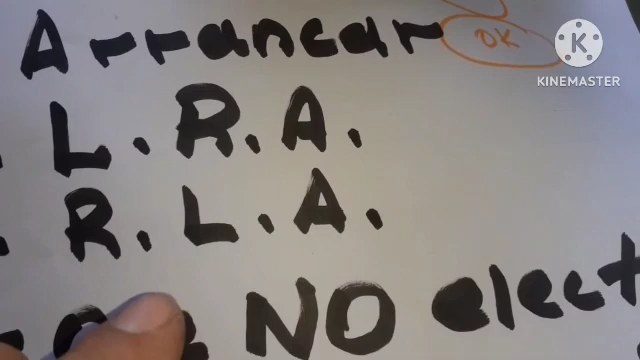 Arrancar OK
KINEMASTER
. L.R.A.
. R.L.A.
NO elect